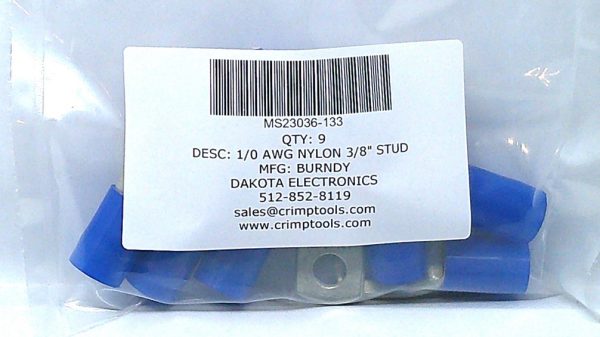 MS23036-133
QTY: 9
DESC: 1/0 AWG NYLON 3/8" STUD
MFG: BURNDY
DAKOTA ELECTRONICS
512-852-8119
sales@crimptools.com
www.crimptools.com